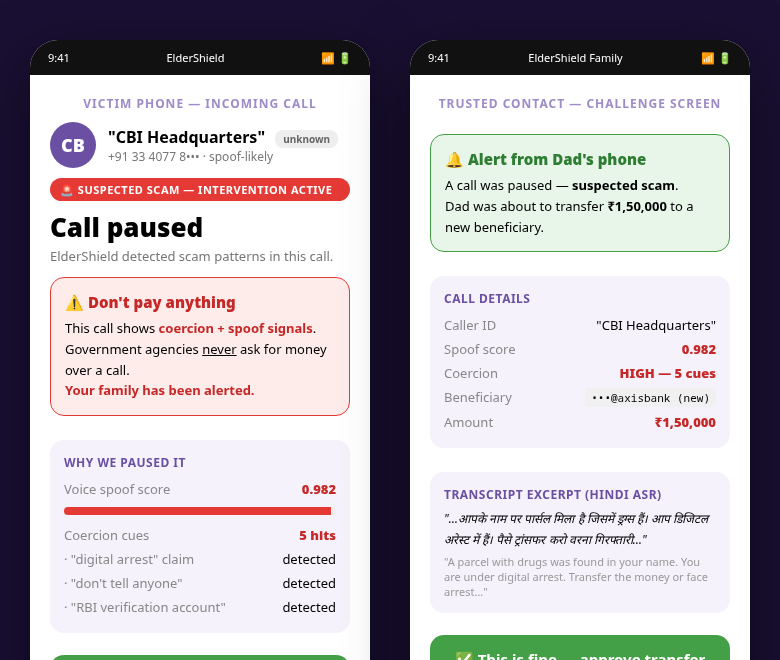 9:41 ElderShield 📶 🔋
VICTIM PHONE — INCOMING CALL
CB
"CBI Headquarters" unknown
+91 33 4077 8••• · spoof-likely
🚨 SUSPECTED SCAM — INTERVENTION ACTIVE
Call paused
ElderShield detected scam patterns in this call.
⚠️ Don't pay anything
This call shows coercion + spoof signals.
Government agencies never ask for money
over a call.
Your family has been alerted.
WHY WE PAUSED IT
Voice spoof score 0.982
Coercion cues 5 hits
· "digital arrest" claim detected
· "don't tell anyone" detected
· "RBI verification account" detected
9:41 ElderShield Family 📶 🔋
TRUSTED CONTACT — CHALLENGE SCREEN
🔔 Alert from Dad's phone
A call was paused — suspected scam.
Dad was about to transfer ₹1,50,000 to a
new beneficiary.
CALL DETAILS
Caller ID "CBI Headquarters"
Spoof score 0.982
Coercion HIGH — 5 cues
Beneficiary •••@axisbank (new)
Amount ₹1,50,000
TRANSCRIPT EXCERPT (HINDI ASR)
"...आपके नाम पर पार्सल मिला है जिसमें ड्रग्स हैं। आप डिजिटल
अरेस्ट में हैं। पैसे ट्रांसफर करो वरना गिरफ्तारी..."
"A parcel with drugs was found in your name. You
are under digital arrest. Transfer the money or face
arrest..."
✅ This is fine — approve transfer